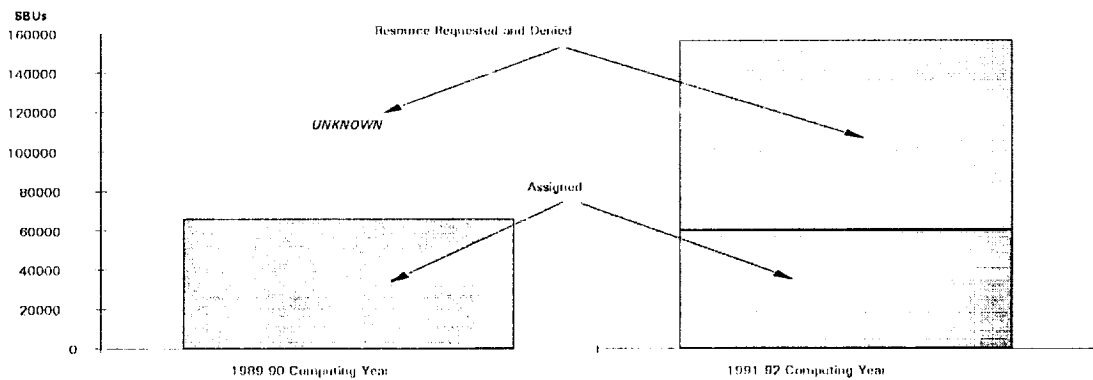 SBUs
160000
Resource Requested and Denied
140000
120000
UNKNOWN
100000
80000
Assigned
60000
40000
20000
0
1989-90 Computing Year
1991-92 Computing Year